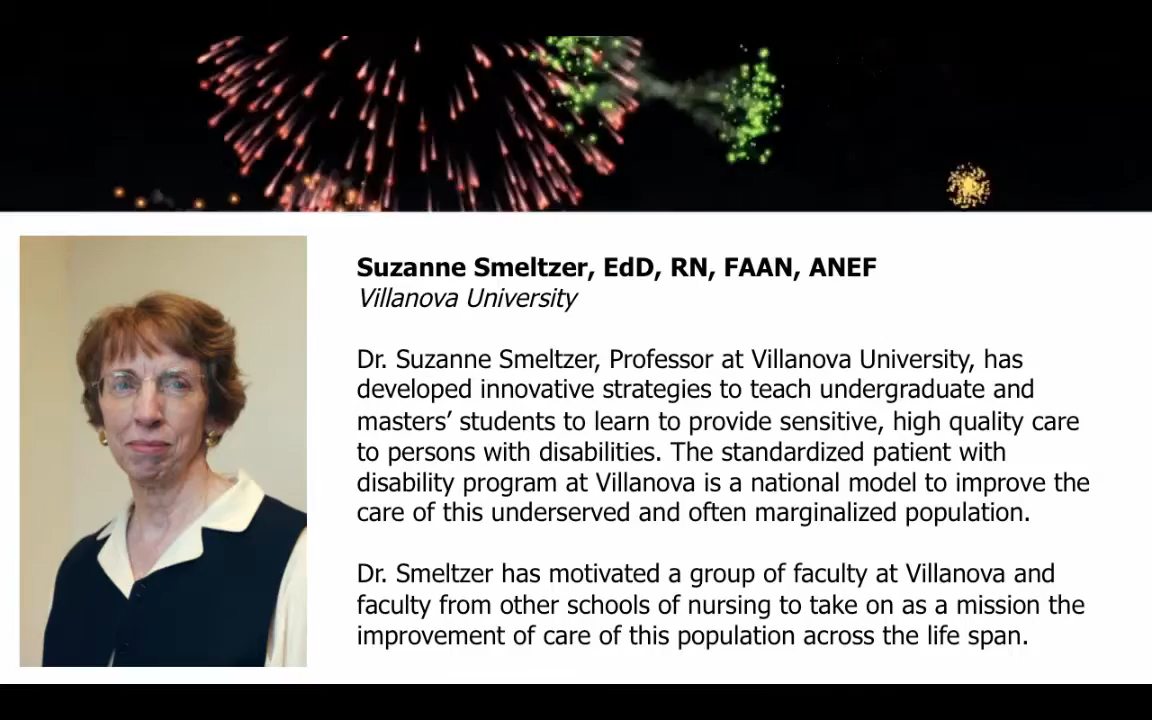 Suzanne Smeltzer, EdD, RN, FAAN, ANEF
Villanova University
Dr. Suzanne Smeltzer, Professor at Villanova University, has
developed innovative strategies to teach undergraduate and
masters’ students to learn to provide sensitive, high quality care
to persons with disabilities. The standardized patient with
disability program at Villanova is a national model to improve the
care of this underserved and often marginalized population.
Dr. Smeltzer has motivated a group of faculty at Villanova and
faculty from other schools of nursing to take on as a mission the
improvement of care of this population across the life span.